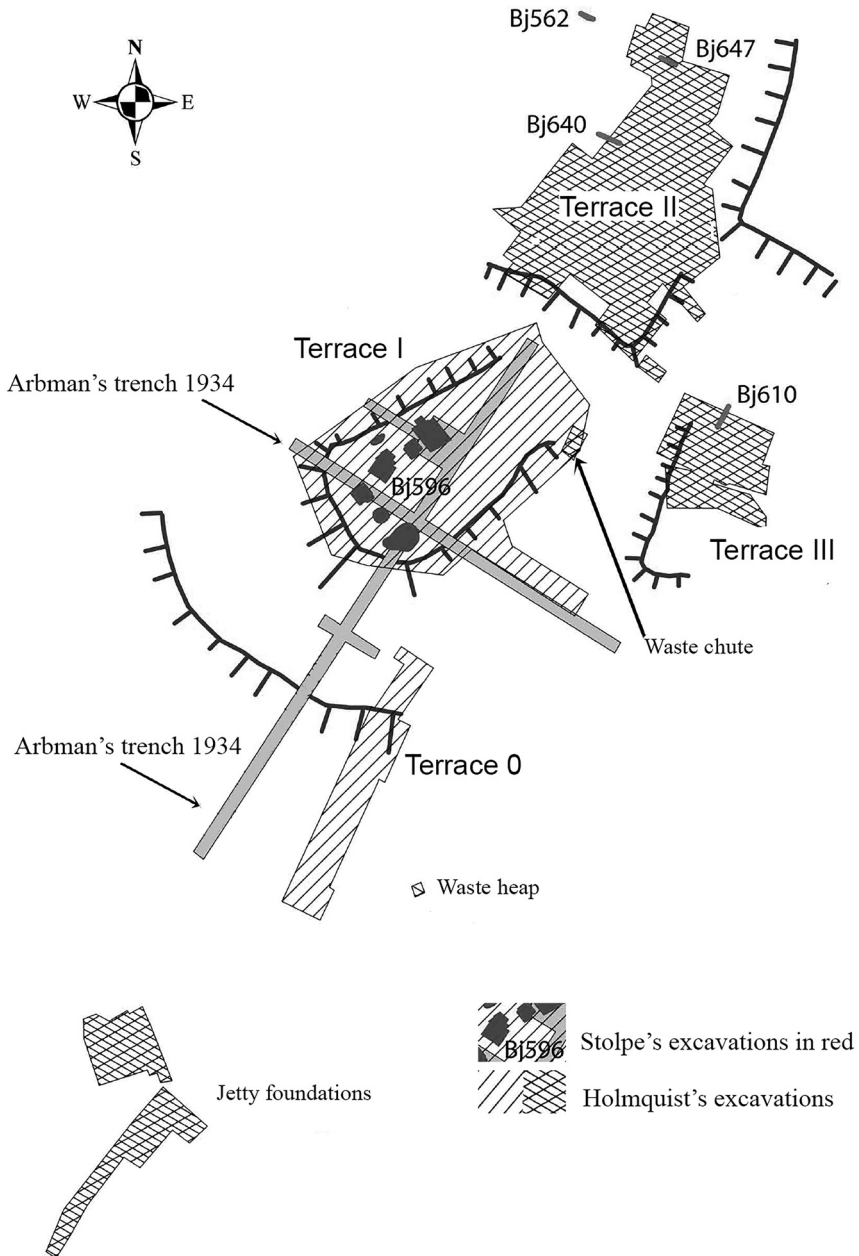 Bj562
Bj647
N
W
E
S
Bj640
Terrace II
Terrace I
Arbman’s trench 1934
Bj610
Bj596
Terrace III
Waste chute
Arbman’s trench 1934
Terrace 0
Waste heap
Bj596
Stolpe’s excavations in red
Jetty foundations
Holmquist’s excavations